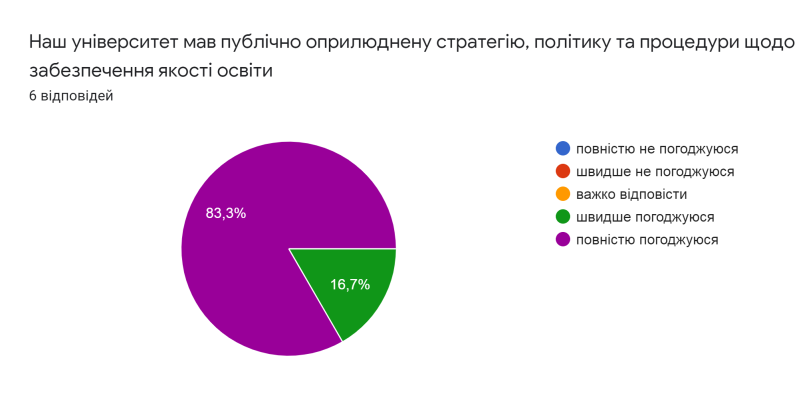 Наш університет мав публічно оприлюднену стратегію, політику та процедури щодо
забезпечення якості освіти
6 відповідей
83,3%
16,7%
повністю не погоджуюся
швидше не погоджуюся
важко відповісти
швидше погоджуюся
повністю погоджуюся